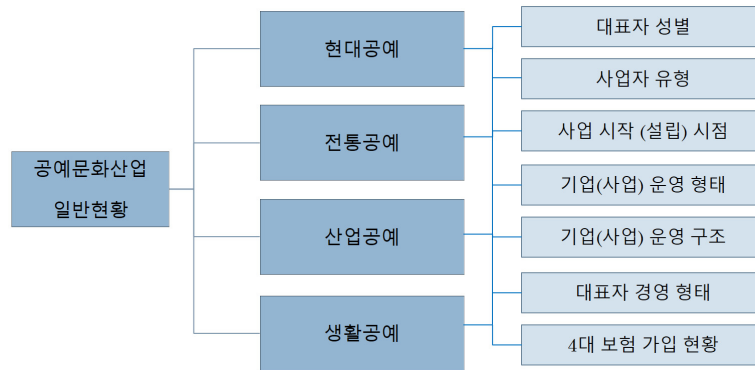 공예문화산업
일반현황
현대공예
전통공예
산업공예
생활공예
대표자 성별
사업자 유형
사업 시작 (설립) 시점
기업(사업) 운영 형태
기업(사업) 운영 구조
대표자 경영 형태
4대 보험 가입 현황